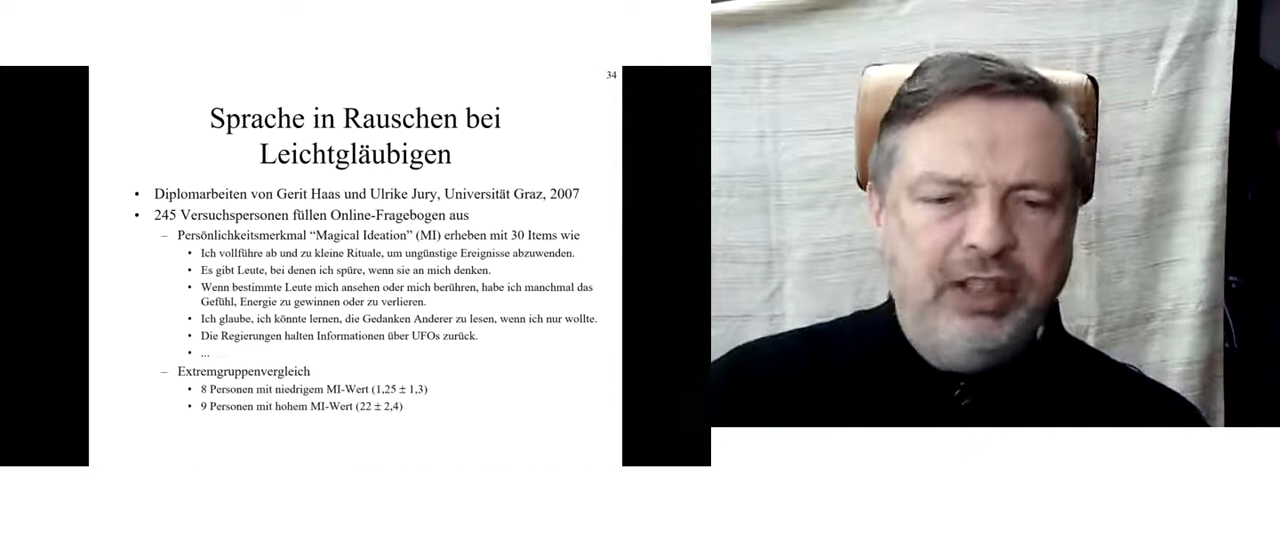 34
Sprache in Rauschen bei
Leichtgläubigen
• Diplomarbeiten von Gerit Haas und Ulrike Jury, Universität Graz, 2007
• 245 Versuchspersonen füllen Online-Fragebogen aus
– Persönlichkeitsmerkmal “Magical Ideation” (MI) erheben mit 30 Items wie
• Ich vollführe ab und zu kleine Rituale, um ungünstige Ereignisse abzuwenden.
• Es gibt Leute, bei denen ich spüre, wenn sie an mich denken.
• Wenn bestimmte Leute mich ansehen oder mich berühren, habe ich manchmal das
Gefühl, Energie zu gewinnen oder zu verlieren.
• Ich glaube, ich könnte lernen, die Gedanken Anderer zu lesen, wenn ich nur wollte.
• Die Regierungen halten Informationen über UFOs zurück.
• ...
– Extremgruppenvergleich
• 8 Personen mit niedrigem MI-Wert (1,25 ± 1,3)
• 9 Personen mit hohem MI-Wert (22 ± 2,4)